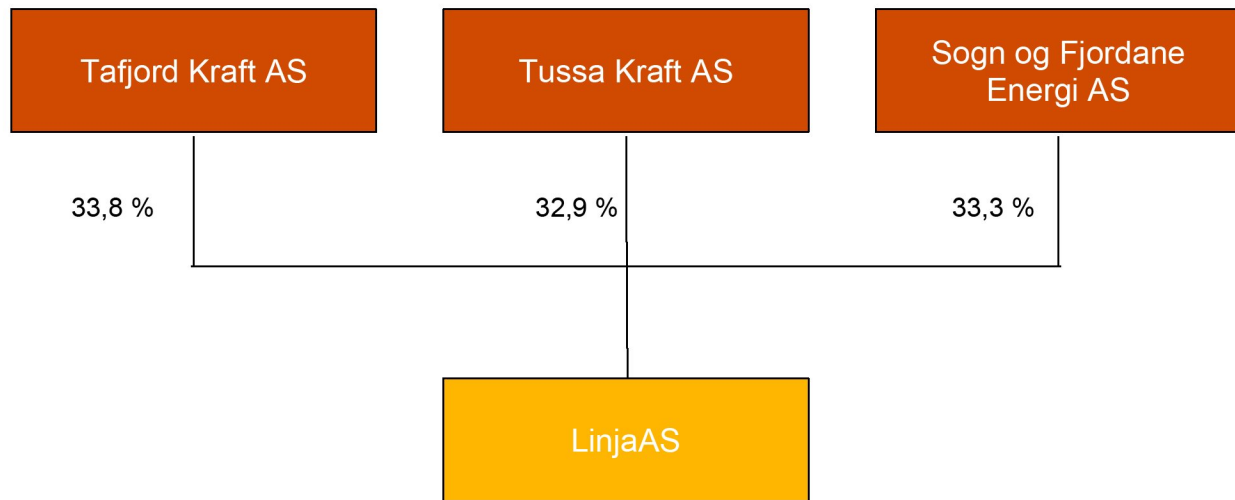 Tafjord Kraft AS
Tussa Kraft AS
Sogn og Fjordane
Energi AS
33,8 %
32,9 %
33,3 %
LinjaAS